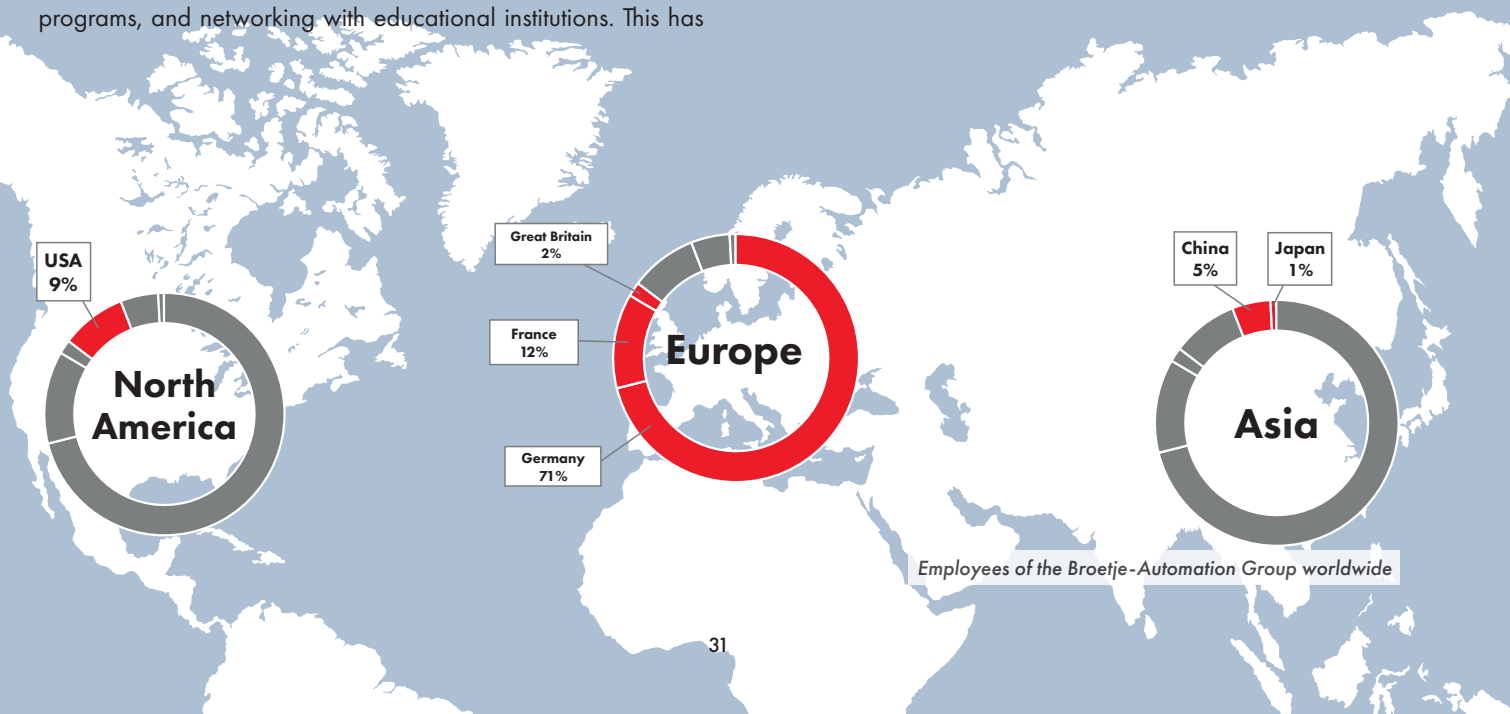 programs, and networking with educational institutions. This has
USA
9%
North
America
Great Britain
2%
France
12%
Germany
71%
Europe
China
5%
Japan
1%
Asia
Employees of the Broetje-Automation Group worldwide
31